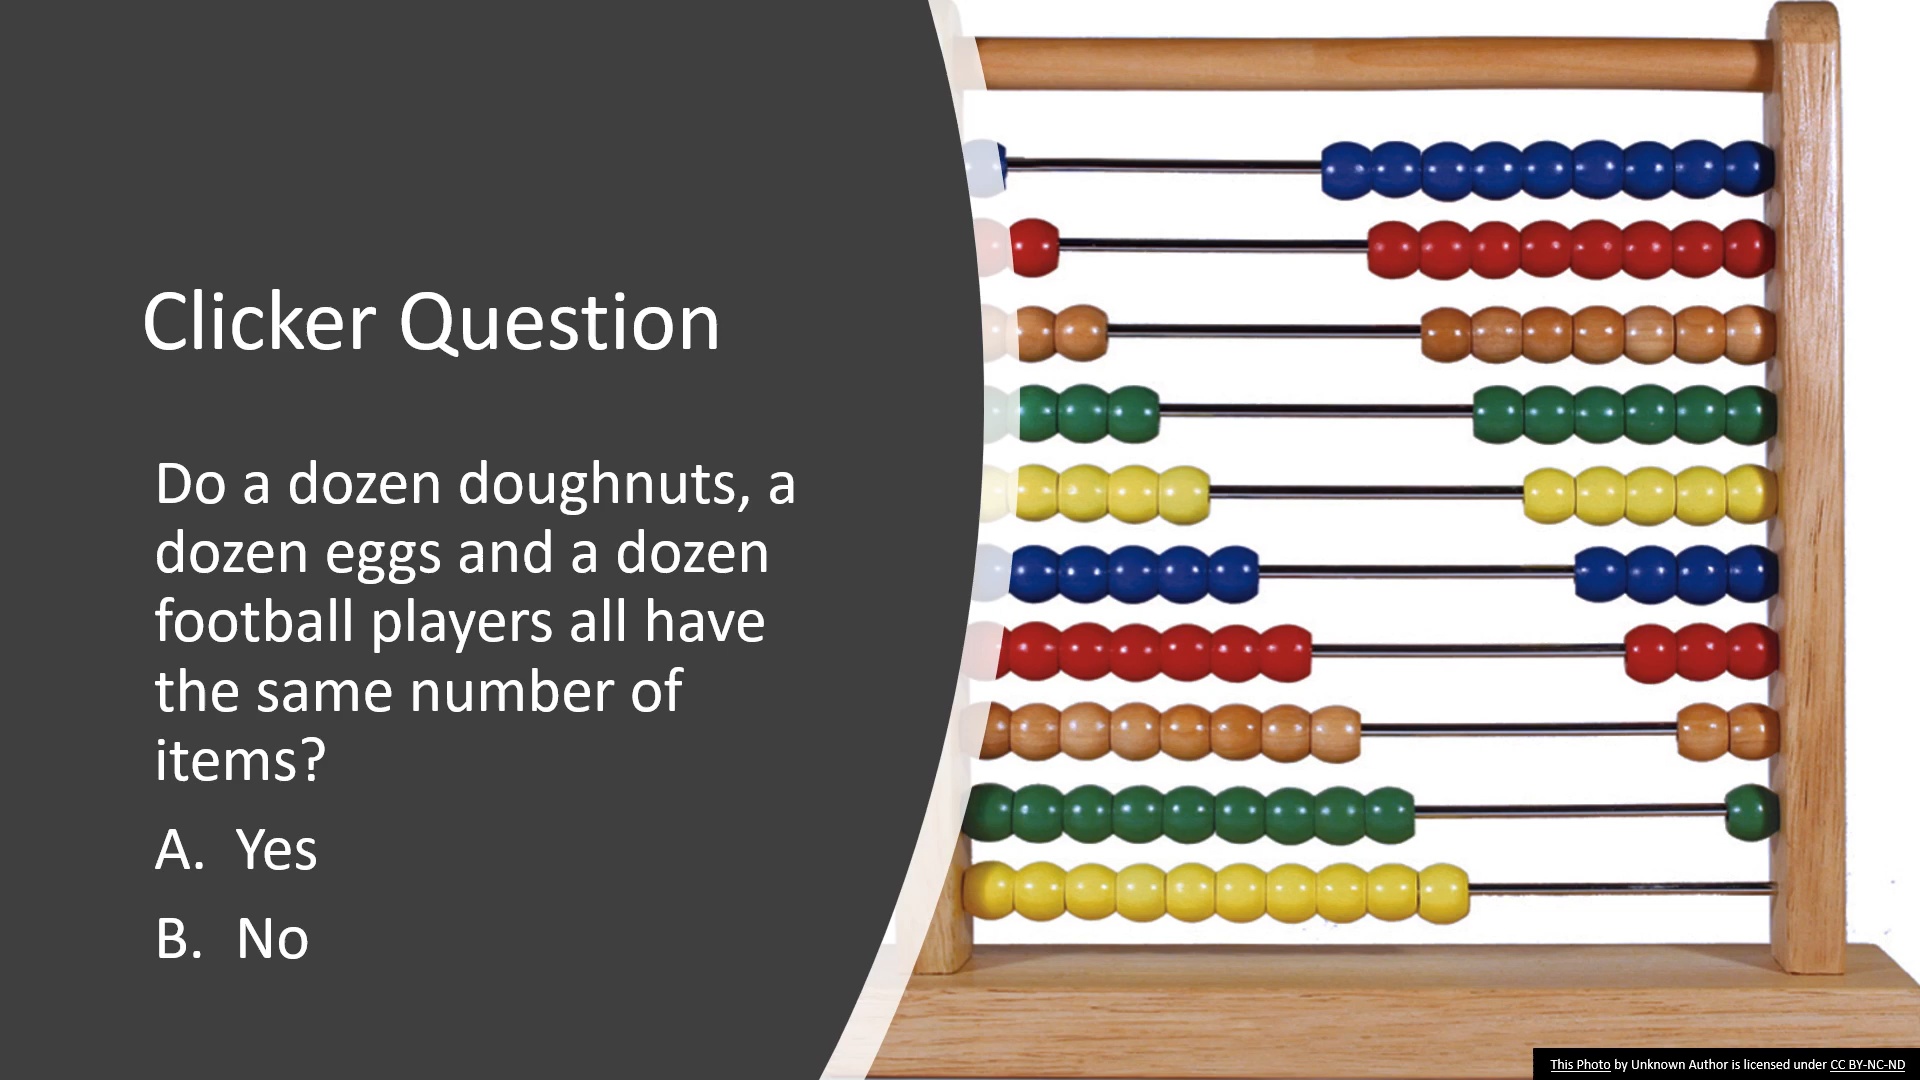 Clicker Question
Do a dozen doughnuts, a
dozen eggs and a dozen
football players all have
the same number of
items?
A. Yes
B. No
This Photo by Unknown Author is licensed under CC BY-NC-ND